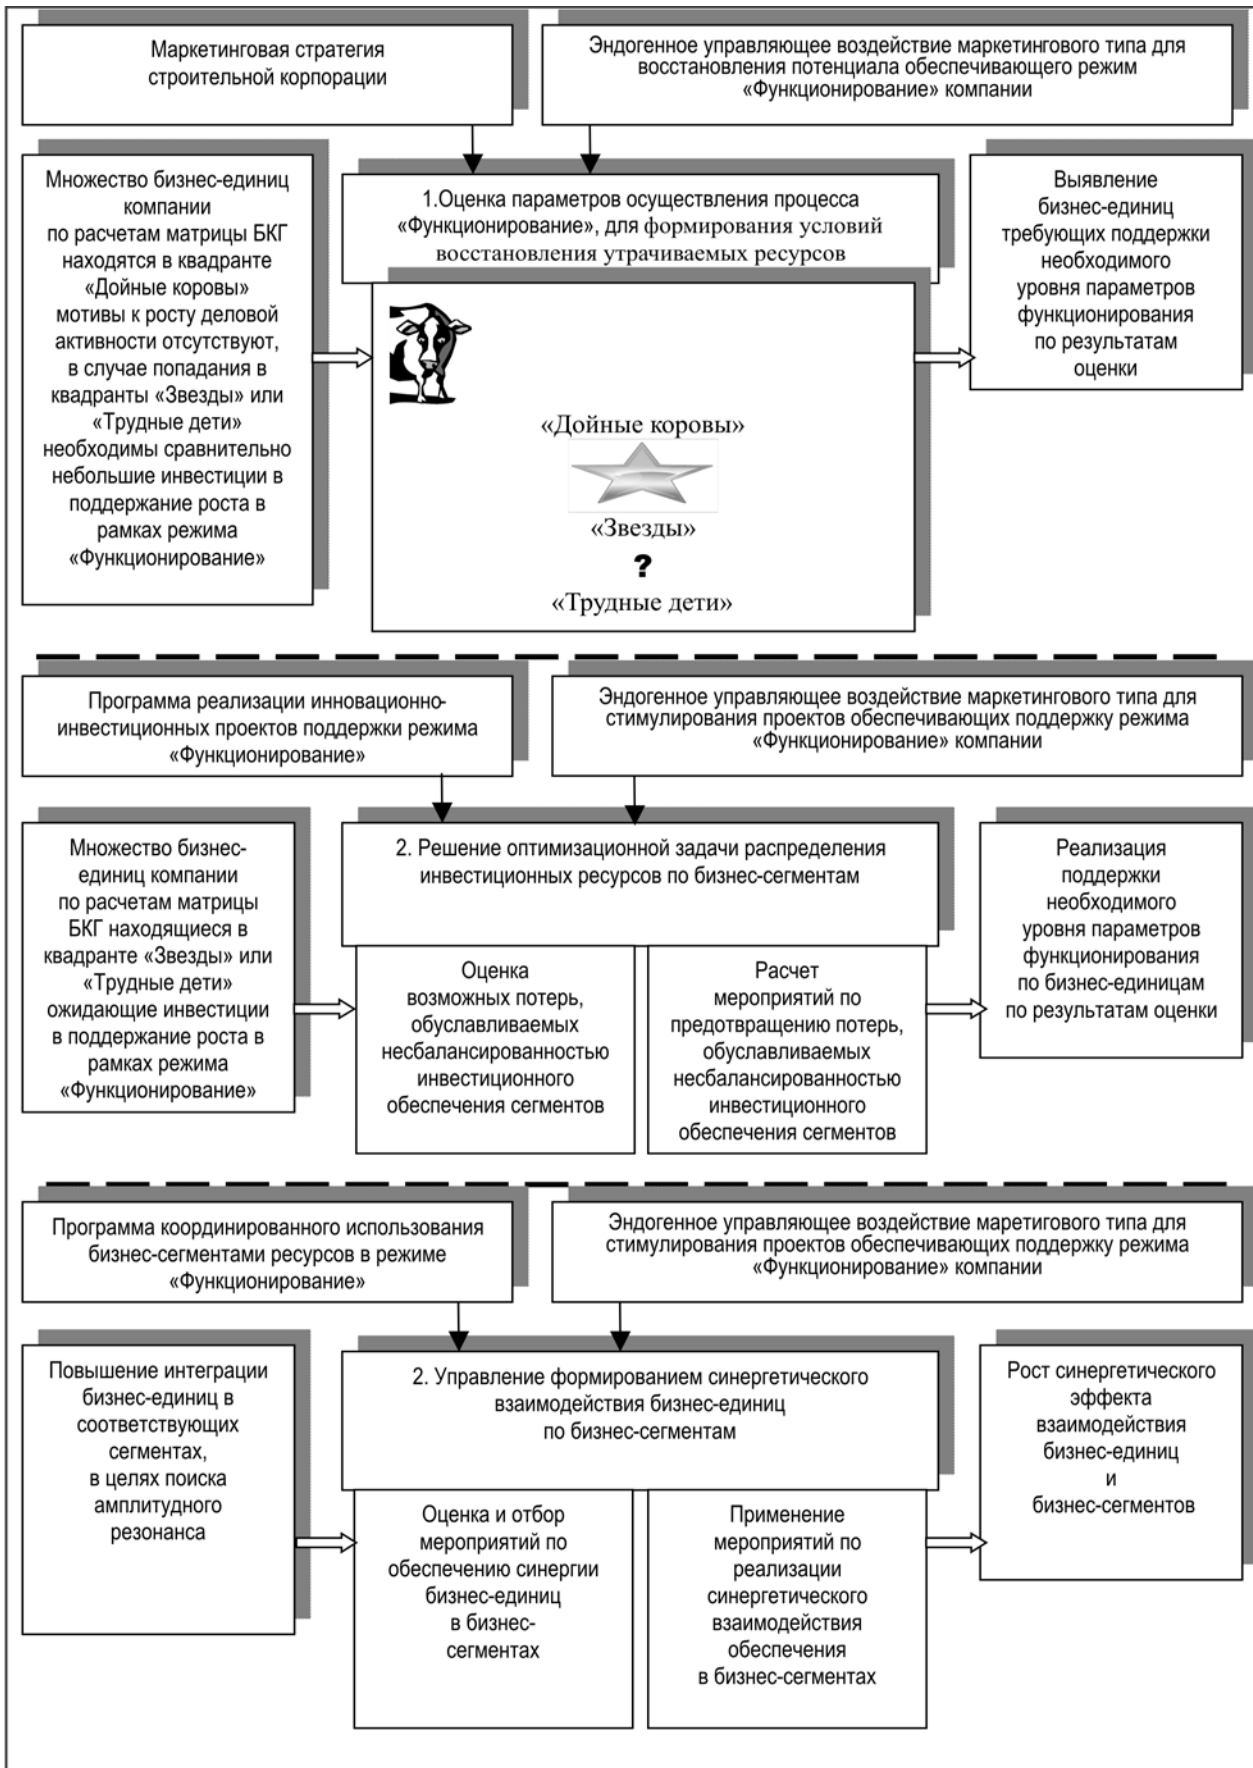 Маркетинговая стратегия
строительной корпорации
Эндогенное управляющее воздействие маркетингового типа для
восстановления потенциала обеспечивающего режим
«Функционирование» компании
Множество бизнес-единиц
компании
по расчетам матрицы БКГ
находятся в квадранте
«Дойные коровы»
мотивы к росту деловой
активности отсутствуют,
в случае попадания в
квадранты «Звезды» или
«Трудные дети»
необходимы сравнительно
небольшие инвестиции в
поддержание роста в
рамках режима
«Функционирование»
1.Оценка параметров осуществления процесса
«Функционирование», для формирования условий
восстановления утрачиваемых ресурсов
«Дойные коровы»
«Звезды»
?
«Трудные дети»
Выявление
бизнес-единиц
требующих поддержки
необходимого
уровня параметров
функционирования
по результатам
оценки
Программа реализации инновационно-
инвестиционных проектов поддержки режима
«Функционирование»
Эндогенное управляющее воздействие маркетингового типа для
стимулирования проектов обеспечивающих поддержку режима
«Функционирование» компании
Множество бизнес-
единиц компании
по расчетам матрицы
БКГ находящиеся в
квадранте «Звезды» или
«Трудные дети»
ожидающие инвестиции
в поддержание роста в
рамках режима
«Функционирование»
2. Решение оптимизационной задачи распределения
инвестиционных ресурсов по бизнес-сегментам
Оценка
возможных потерь,
обуславливаемых
несбалансированностью
инвестиционного
обеспечения сегментов
Расчет
мероприятий по
предотвращению потерь,
обуславливаемых
несбалансированностью
инвестиционного
обеспечения сегментов
Реализация
поддержки
необходимого
уровня параметров
функционирования
по бизнес-единицам
по результатам оценки
Программа координированного использования
бизнес-сегментами ресурсов в режиме
«Функционирование»
Эндогенное управляющее воздействие маретигового типа для
стимулирования проектов обеспечивающих поддержку режима
«Функционирование» компании
Повышение интеграции
бизнес-единиц в
соответствующих
сегментах,
в целях поиска
амплитудного
резонанса
2. Управление формированием синергетического
взаимодействия бизнес-единиц
по бизнес-сегментам
Оценка и отбор
мероприятий по
обеспечению синергии
бизнес-единиц
в бизнес-
сегментах
Применение
мероприятий по
реализации
синергетического
взаимодействия
обеспечения
в бизнес-сегментах
Рост синергетического
эффекта
взаимодействия
бизнес-единиц
и
бизнес-сегментов